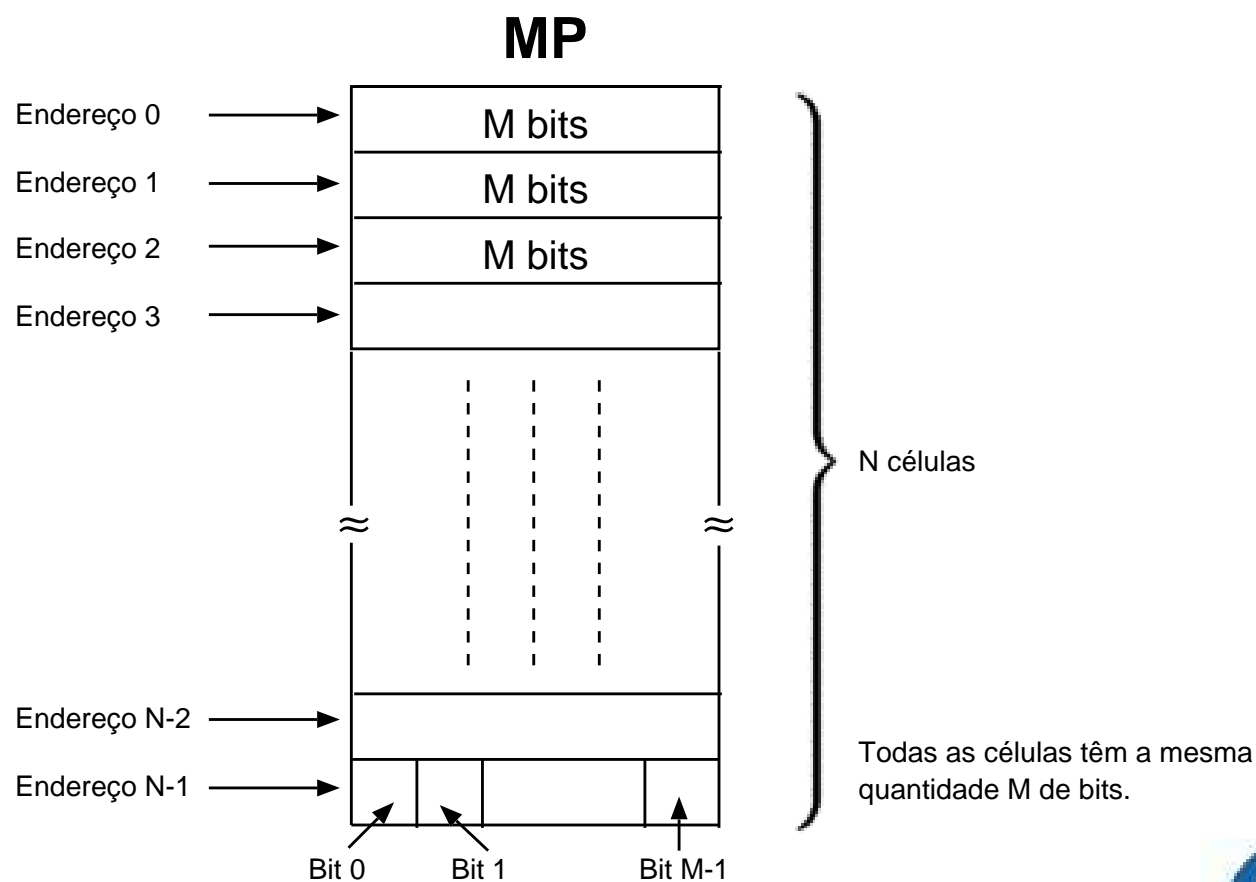 MP
Endereço 0
M bits
Endereço 1
M bits
Endereço 2
M bits
Endereço 3
N células
Endereço N-2
Endereço N-1
Todas as células têm a mesma
quantidade M de bits.
Bit 0
Bit 1
Bit M-1